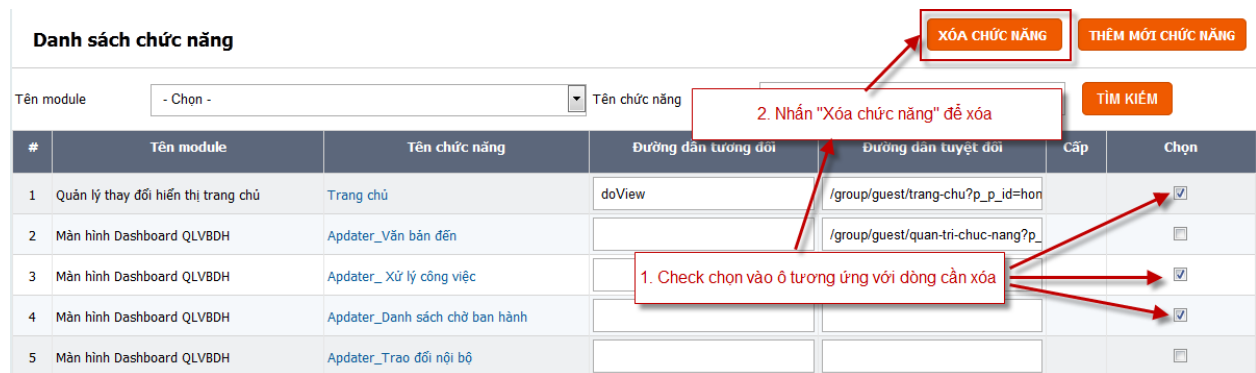 Danh sách chức năng
XÓA CHỨC NĂNG
THÊM MỚI CHỨC NĂNG
Tên module
- Chọn -
Tên chức năng
TÌM KIẾM
2. Nhấn "Xóa chức năng" để xóa
# Tên module Tên chức năng Đường dẫn tương đối Đường dẫn tuyệt đối Cấp Chọn
1 Quản lý thay đổi hiển thị trang chủ Trang chủ doView /group/guest/trang-chu?p_p_id=hon
2 Màn hình Dashboard QLVBDH Apdater_Văn bản đến /group/guest/quan-tri-chuc-nang?p_
1. Check chọn vào ô tương ứng với dòng cần xóa
3 Màn hình Dashboard QLVBDH Apdater_ Xử lý công việc
4 Màn hình Dashboard QLVBDH Apdater_Danh sách chờ ban hành
5 Màn hình Dashboard QLVBDH Apdater_Trao đổi nội bộ